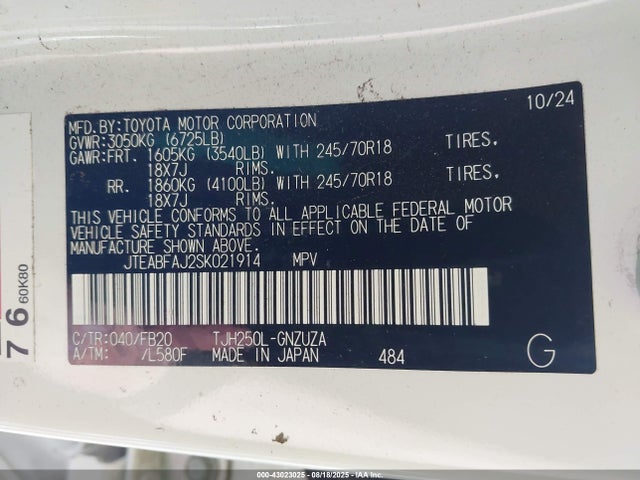 10/24
MFD.BY:TOYOTA MOTOR CORPORATION
GVWR:3050KG (6725LB)
GAWR:FRT. 1605KG (3540LB) WITH 245/70R18 TIRES,
18X7J RIMS.
RR. 1860KG (4100LB) WITH 245/70R18 TIRES,
18X7J RIMS.
THIS VEHICLE CONFORMS TO ALL APPLICABLE FEDERAL MOTOR
VEHICLE SAFETY STANDARDS IN EFFECT ON THE DATE OF
MANUFACTURE SHOWN ABOVE.
JTEABFAJ2SK021914 MPV
C/TR:040/FB20 TJH250L-GNZUZA
A/TM: /L580F MADE IN JAPAN 484
G
7 6 60K80
000-43023025 - 08/18/2025 - IAA Inc.